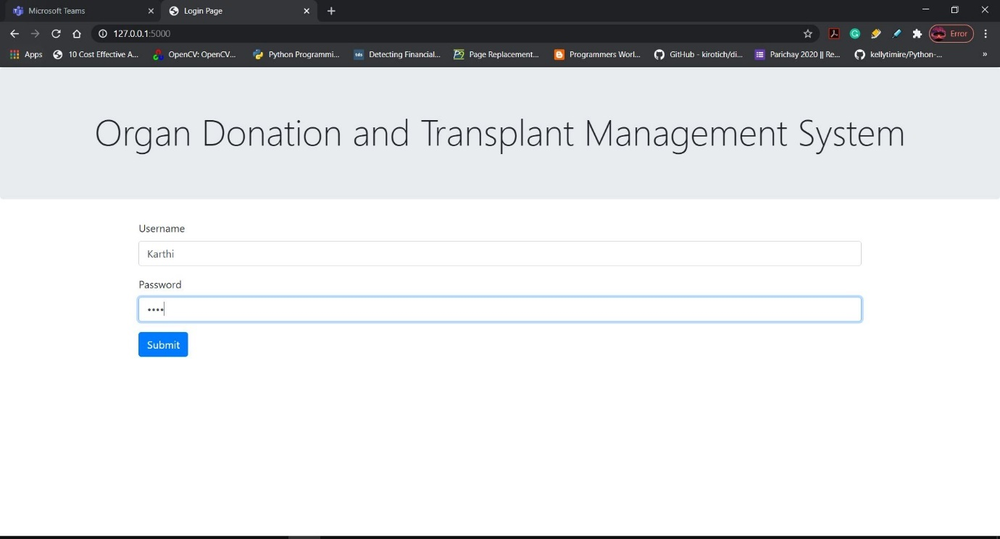 Microsoft Teams
Login Page
127.0.0.1:5000
Error
Apps
10 Cost Effective A...
OpenCV: OpenCV...
Python Programmi...
tds
Detecting Financial...
Page Replacement...
Programmers Worl...
GitHub - kirotich/di...
Parichay 2020 || Re...
kellytimire/Python-...
»
Organ Donation and Transplant Management System
Username
Karthi
Password
••••
Submit